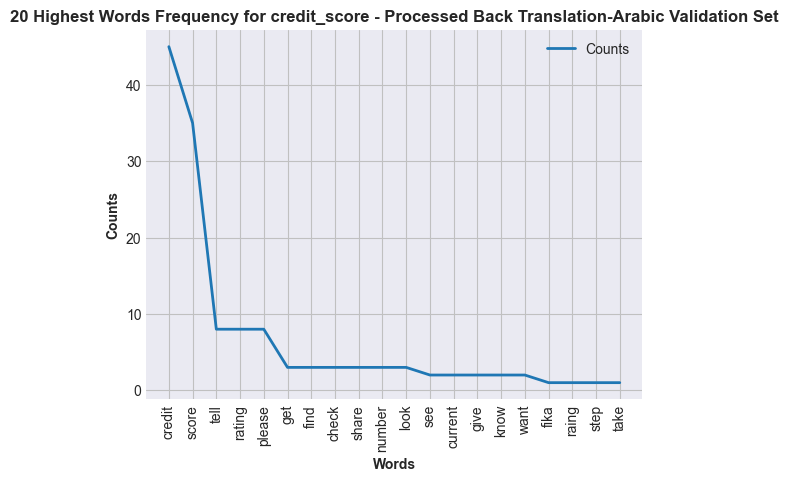 20 Highest Words Frequency for credit_score - Processed Back Translation-Arabic Validation Set
Counts
40
30
20
10
0
Counts
credit
score
tell
rating
please
get
find
check
share
number
look
see
current
give
know
want
fika
raing
step
take
Words